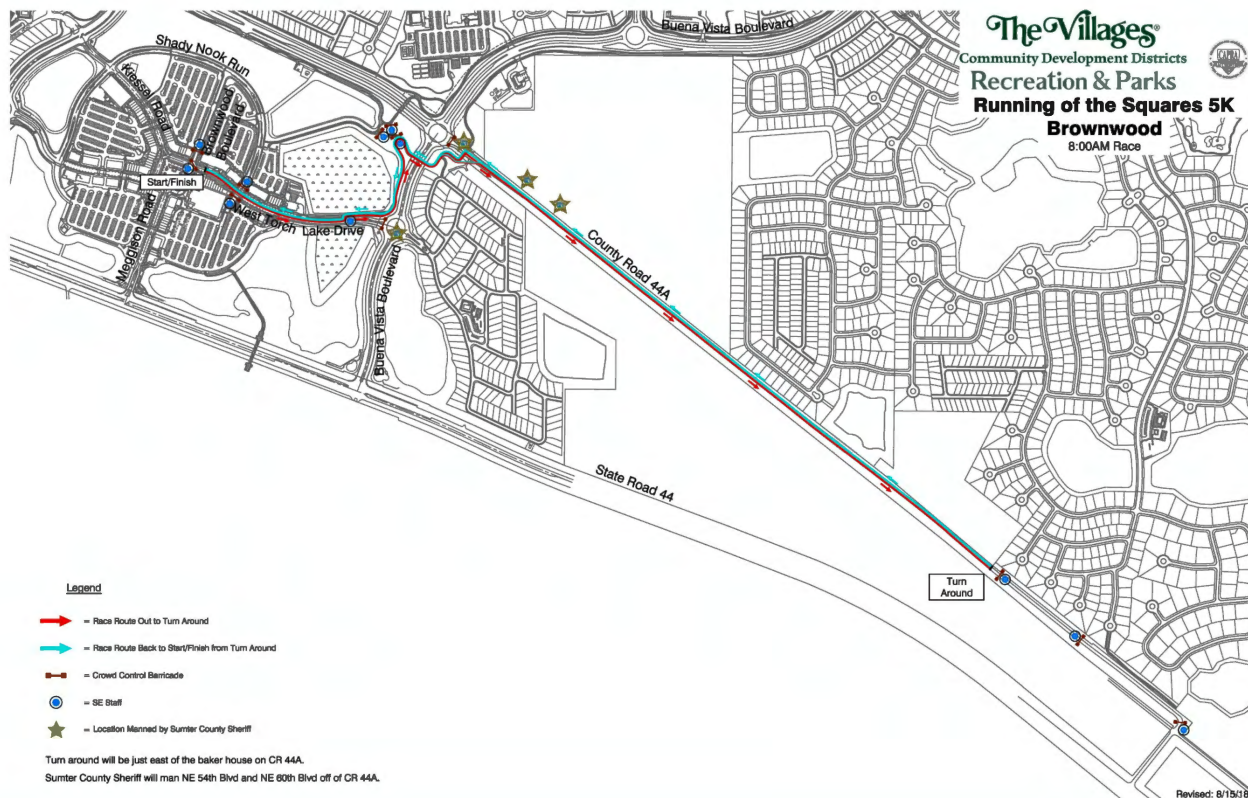 The Villages®
Community Development Districts
Recreation & Parks
Running of the Squares 5K
Brownwood
8:00AM Race
Buena Vista Boulevard
Shady Nook Run
Kiessel Road
Brownwood
Boulevard
Start/Finish
West Torch Lake Drive
Meggison Road
Buena Vista Boulevard
County Road 44A
State Road 44
Turn
Around
Legend
= Race Route Out to Turn Around
= Race Route Back to Start/Finish from Turn Around
= Crowd Control Barricade
= SE Staff
= Location Manned by Sumter County Sheriff
Turn around will be just east of the baker house on CR 44A.
Sumter County Sheriff will man NE 54th Blvd and NE 60th Blvd off of CR 44A.
Revised: 8/15/18